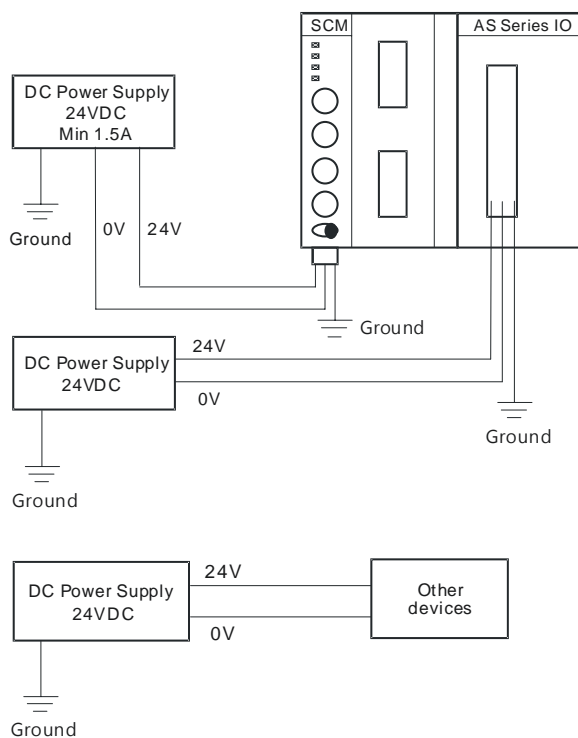 SCM
AS Series IO
DC Power Supply
24VDC
Min 1.5A
Ground
0V
24V
Ground
DC Power Supply
24VDC
24V
0V
Ground
Ground
DC Power Supply
24VDC
24V
0V
Other
devices
Ground